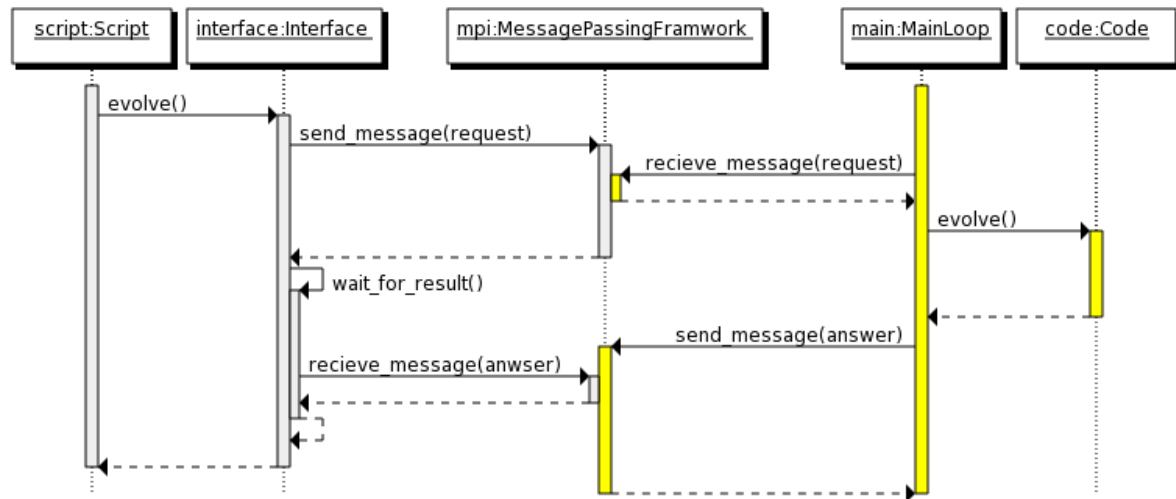 script:Script
interface:Interface
mpi:MessagePassingFramwork
main:MainLoop
code:Code
evolve()
send_message(request)
recieve_message(request)
evolve()
wait_for_result()
send_message(answer)
recieve_message(anwser)